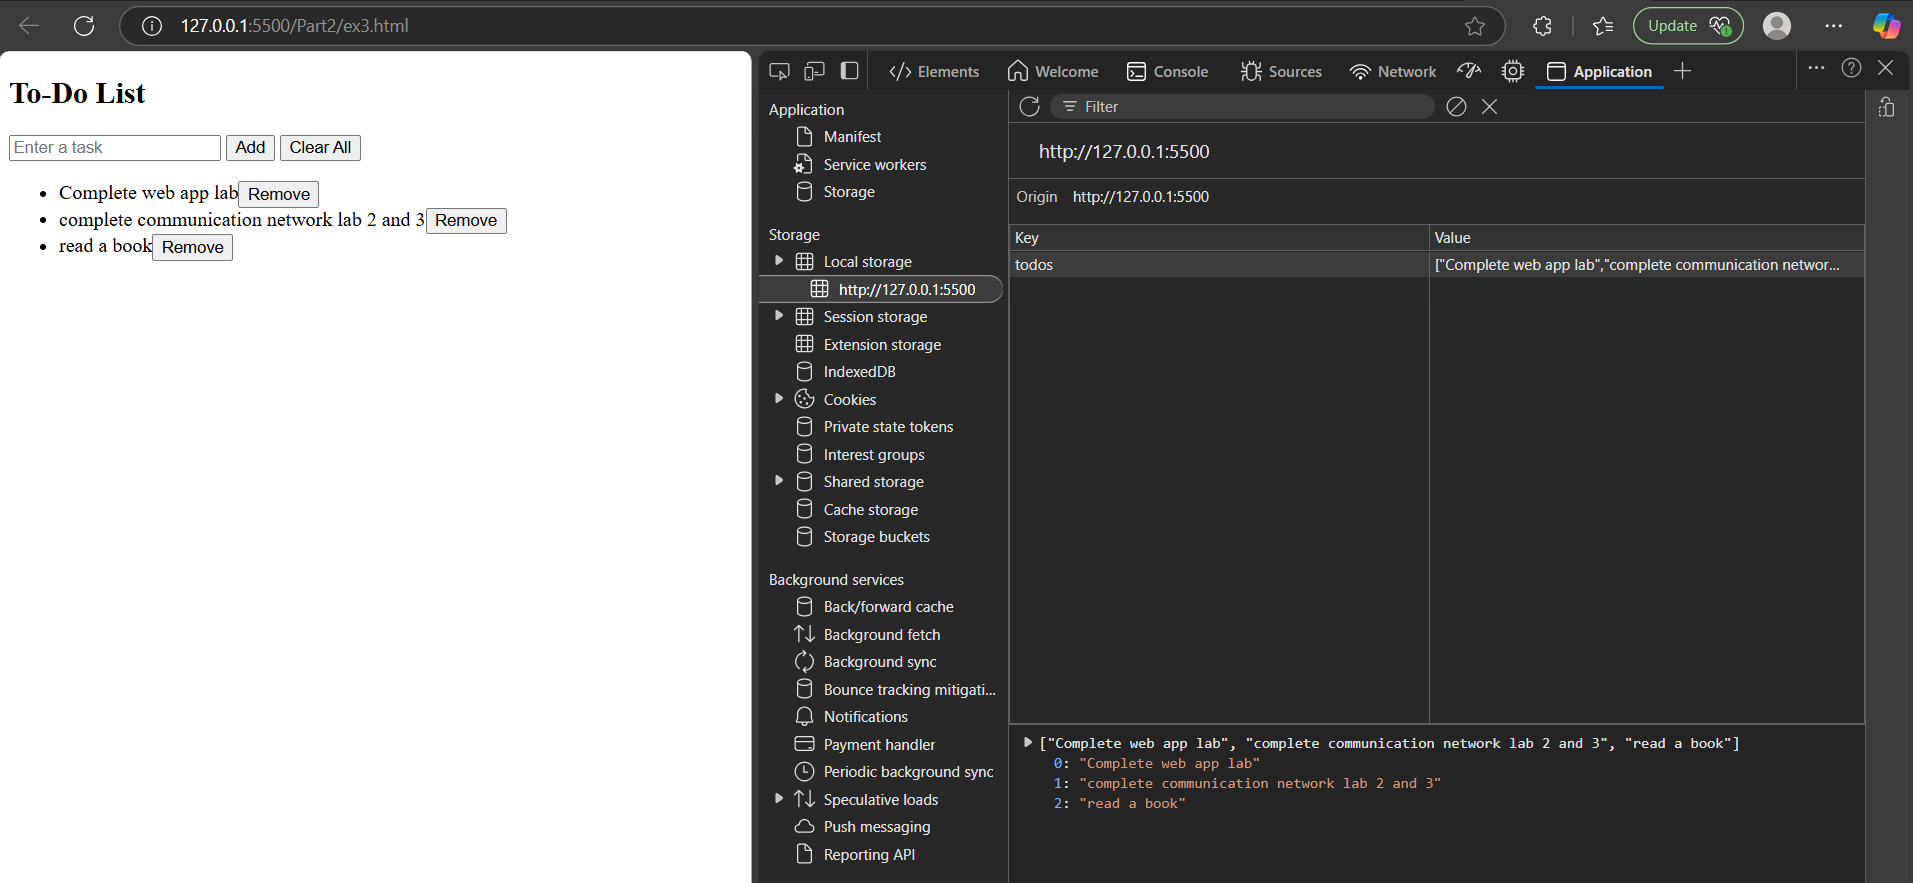 127.0.0.1:5500/Part2/ex3.html
Update
To-Do List
Enter a task Add Clear All
Complete web app lab Remove
complete communication network lab 2 and 3 Remove
read a book Remove
Elements Welcome Console Sources Network Application
Application
Manifest
Service workers
Storage
Storage
Local storage
http://127.0.0.1:5500
Session storage
Extension storage
IndexedDB
Cookies
Private state tokens
Interest groups
Shared storage
Cache storage
Storage buckets
Background services
Back/forward cache
Background fetch
Background sync
Bounce tracking mitigati...
Notifications
Payment handler
Periodic background sync
Speculative loads
Push messaging
Reporting API
Filter
http://127.0.0.1:5500
Origin http://127.0.0.1:5500
Key Value
todos ["Complete web app lab","complete communication networ...
["Complete web app lab", "complete communication network lab 2 and 3", "read a book"]
0: "Complete web app lab"
1: "complete communication network lab 2 and 3"
2: "read a book"